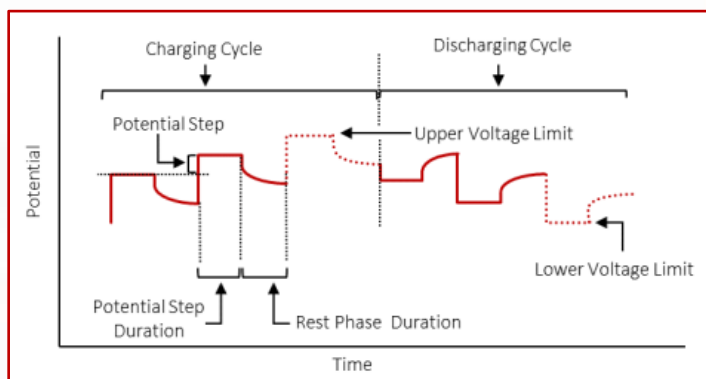 Charging Cycle
Discharging Cycle
Potential Step
Upper Voltage Limit
Potential
Lower Voltage Limit
Potential Step
Duration
Rest Phase Duration
Time